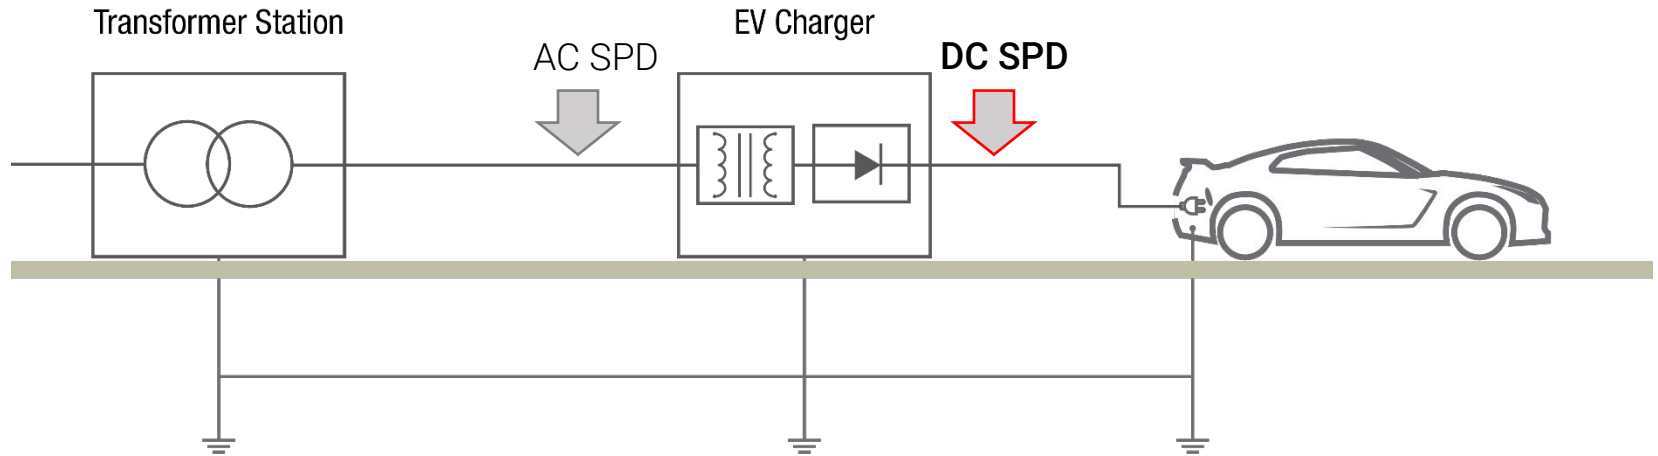 Transformer Station
EV Charger
AC SPD
DC SPD